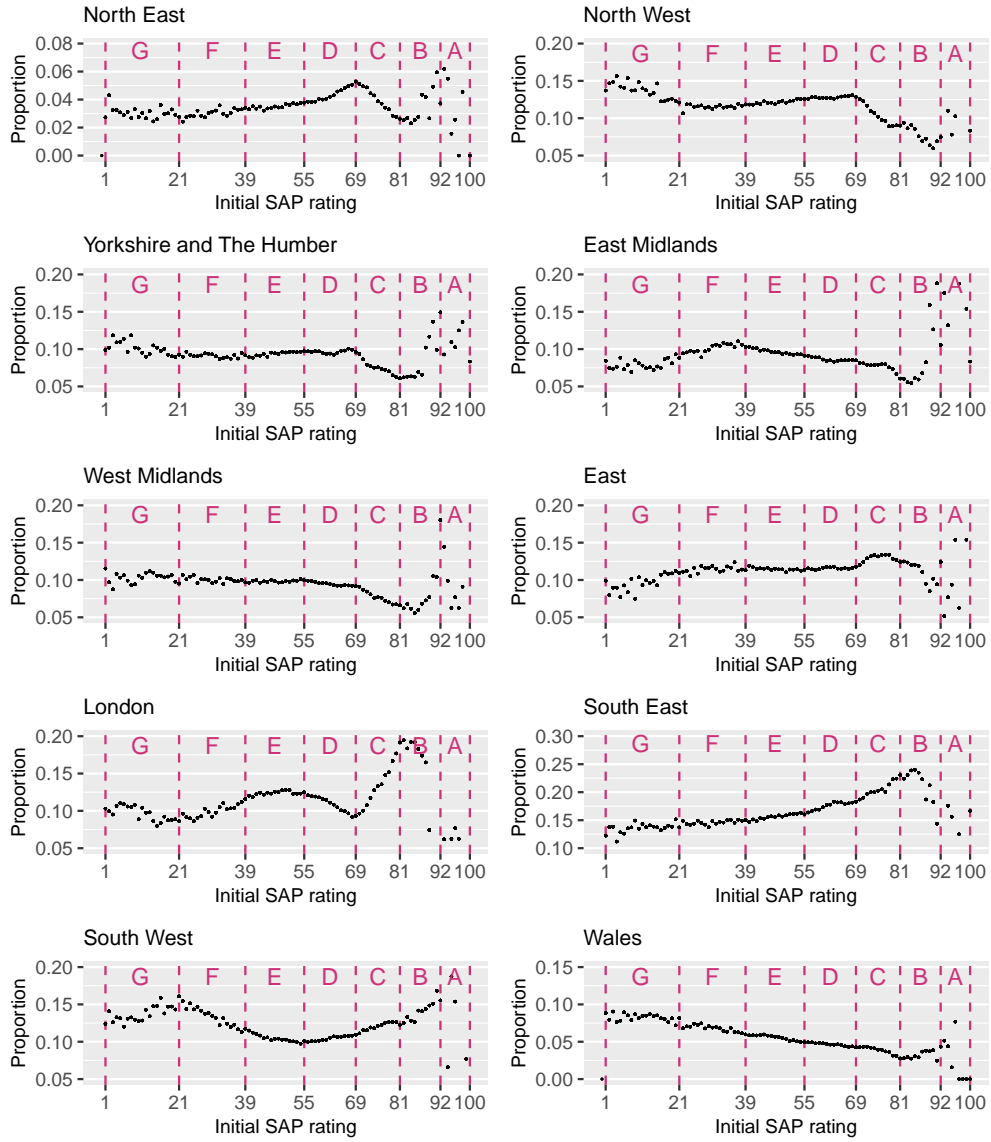 North East
G F E D C B A
0.08
0.06
0.04
0.02
0.00
Proportion
1 21 39 55 69 81 92 100
Initial SAP rating
North West
G F E D C B A
0.20
0.15
0.10
0.05
Proportion
1 21 39 55 69 81 92 100
Initial SAP rating
Yorkshire and The Humber
G F E D C B A
0.20
0.15
0.10
0.05
Proportion
1 21 39 55 69 81 92 100
Initial SAP rating
East Midlands
G F E D C B A
0.20
0.15
0.10
0.05
Proportion
1 21 39 55 69 81 92 100
Initial SAP rating
West Midlands
G F E D C B A
0.20
0.15
0.10
0.05
Proportion
1 21 39 55 69 81 92 100
Initial SAP rating
East
G F E D C B A
0.20
0.15
0.10
0.05
Proportion
1 21 39 55 69 81 92 100
Initial SAP rating
London
G F E D C B A
0.20
0.15
0.10
0.05
Proportion
1 21 39 55 69 81 92 100
Initial SAP rating
South East
G F E D C B A
0.30
0.25
0.20
0.15
0.10
Proportion
1 21 39 55 69 81 92 100
Initial SAP rating
South West
G F E D C B A
0.20
0.15
0.10
0.05
Proportion
1 21 39 55 69 81 92 100
Initial SAP rating
Wales
G F E D C B A
0.15
0.10
0.05
0.00
Proportion
1 21 39 55 69 81 92 100
Initial SAP rating